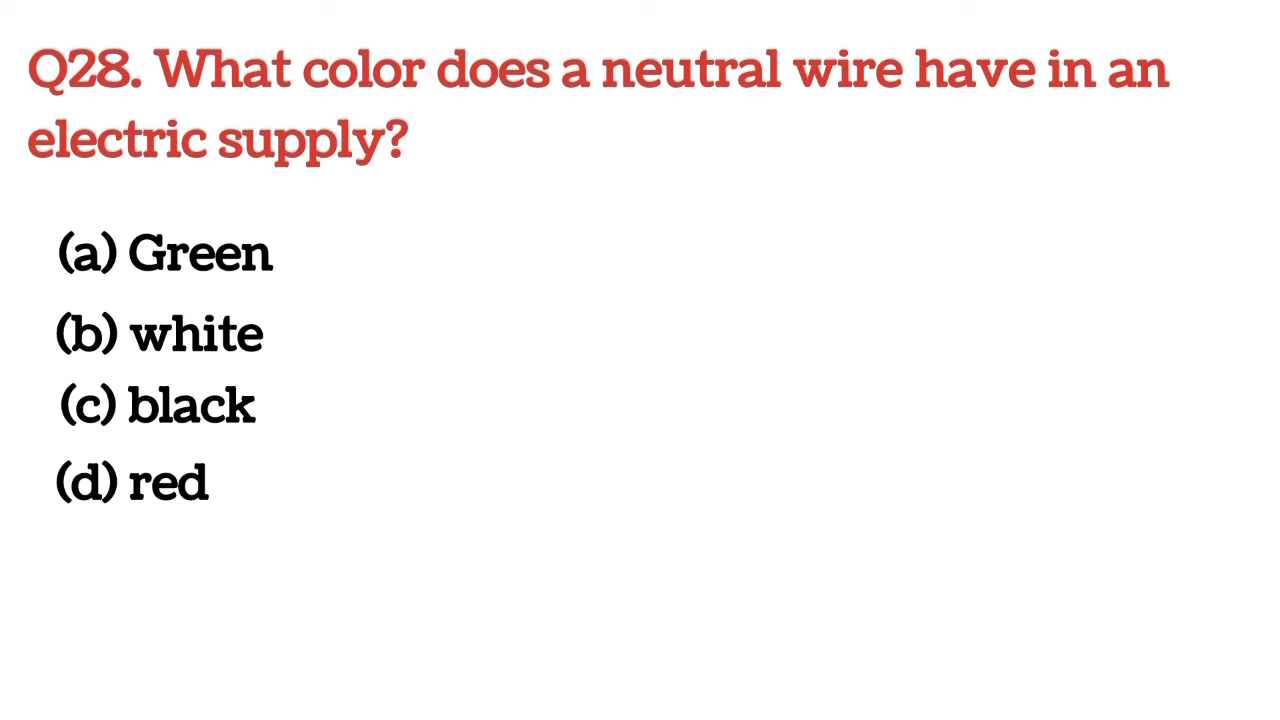 Q28. What color does a neutral wire have in an
electric supply?
(a) Green
(b) white
(c) black
(d) red